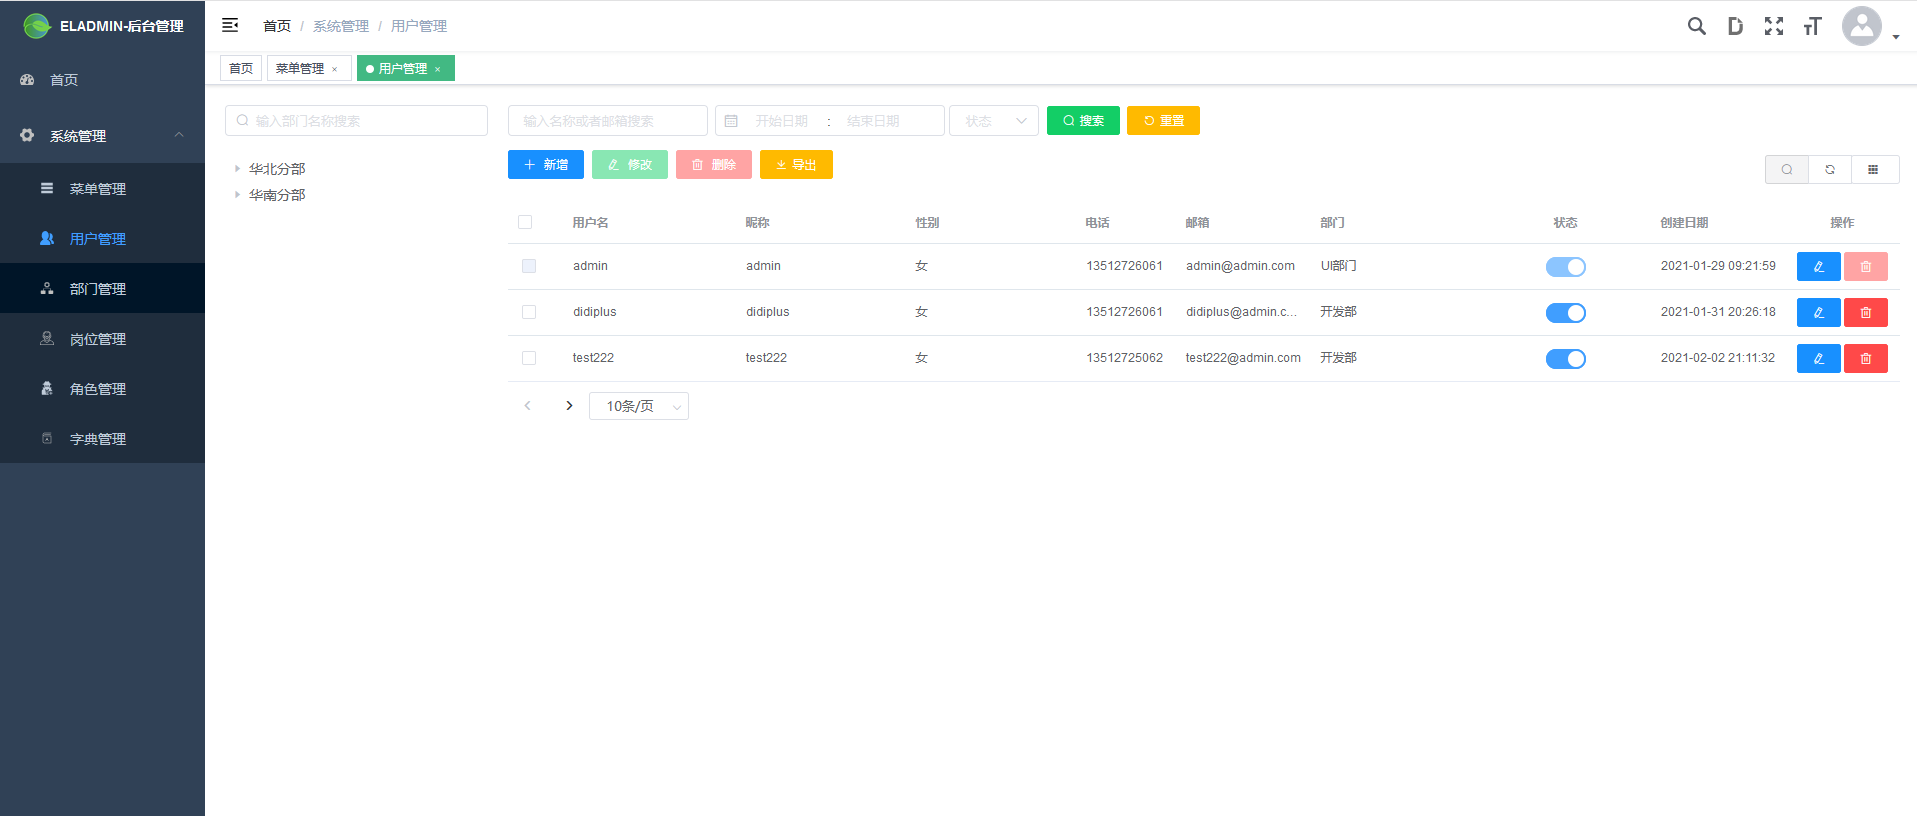 ELADMIN-后台管理
首页
系统管理
菜单管理
用户管理
部门管理
岗位管理
角色管理
字典管理
首页 / 系统管理 / 用户管理
首页 菜单管理 × 用户管理 ×
输入部门名称搜索
华北分部
华南分部
输入名称或者邮箱搜索 开始日期 : 结束日期 状态 搜索 重置
新增 修改 删除 导出
用户名 昵称 性别 电话 邮箱 部门 状态 创建日期 操作
admin admin 女 13512726061 admin@admin.com UI部门 2021-01-29 09:21:59
didiplus didiplus 女 13512726061 didiplus@admin.c... 开发部 2021-01-31 20:26:18
test222 test222 女 13512725062 test222@admin.com 开发部 2021-02-02 21:11:32
10条/页